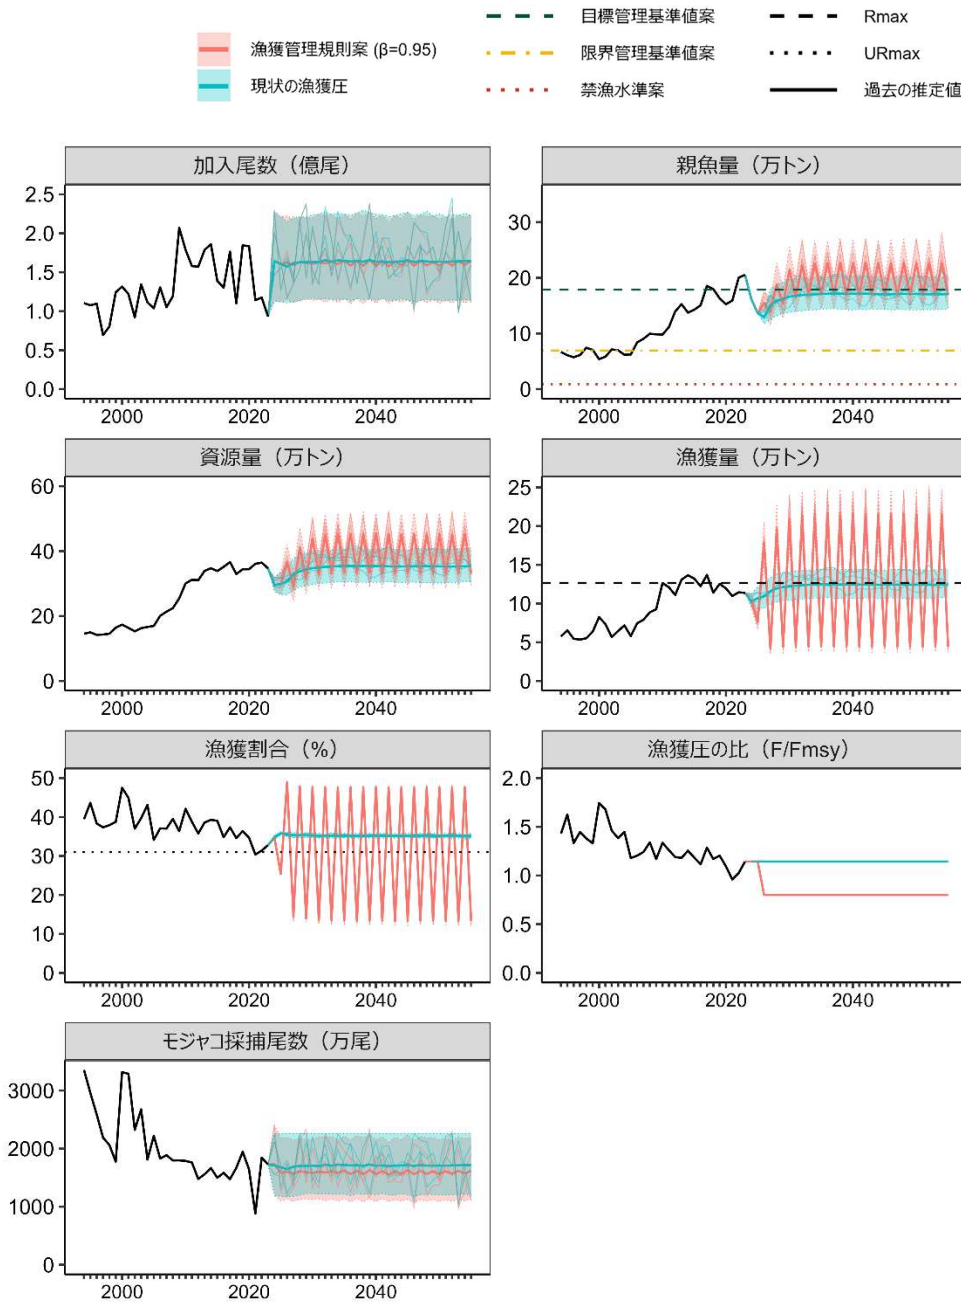 漁獲管理規則案 (β=0.95)
現状の漁獲圧
目標管理基準値案
限界管理基準値案
禁漁水準案
Rmax
URmax
過去の推定値
加入尾数（億尾）
2.5
2.0
1.5
1.0
0.5
0.0
2000 2020 2040
親魚量（万トン）
30
20
10
0
2000 2020 2040
資源量（万トン）
60
40
20
0
2000 2020 2040
漁獲量（万トン）
25
20
15
10
5
0
2000 2020 2040
漁獲割合（%）
50
40
30
20
10
0
2000 2020 2040
漁獲圧の比（F/Fmsy）
2.0
1.5
1.0
0.5
0.0
2000 2020 2040
モジャコ採捕尾数（万尾）
3000
2000
1000
0
2000 2020 2040